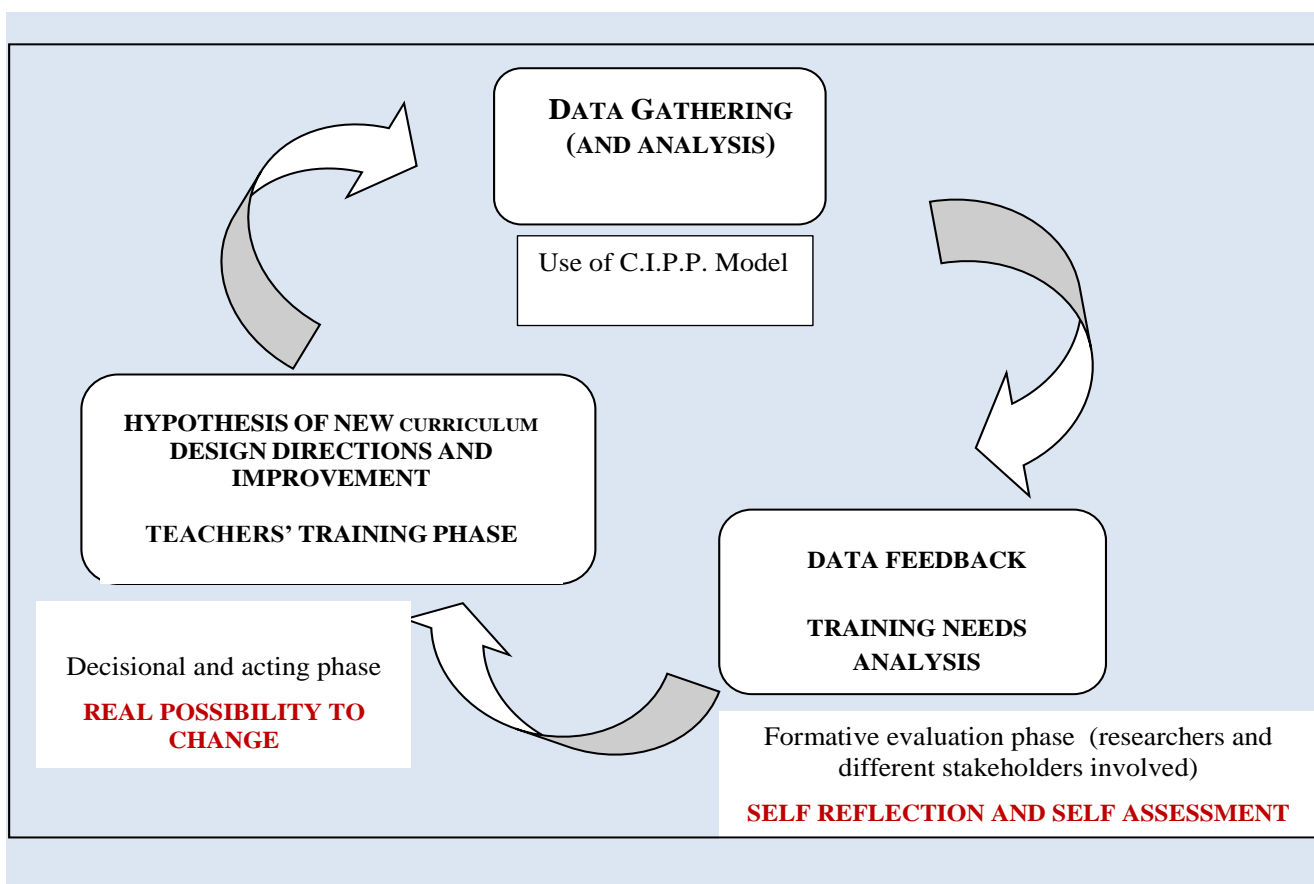 DATA GATHERING
(AND ANALYSIS)
Use of C.I.P.P. Model
HYPOTHESIS OF NEW CURRICULUM
DESIGN DIRECTIONS AND
IMPROVEMENT
TEACHERS’ TRAINING PHASE
DATA FEEDBACK
TRAINING NEEDS
ANALYSIS
Decisional and acting phase
REAL POSSIBILITY TO
CHANGE
Formative evaluation phase (researchers and
different stakeholders involved)
SELF REFLECTION AND SELF ASSESSMENT